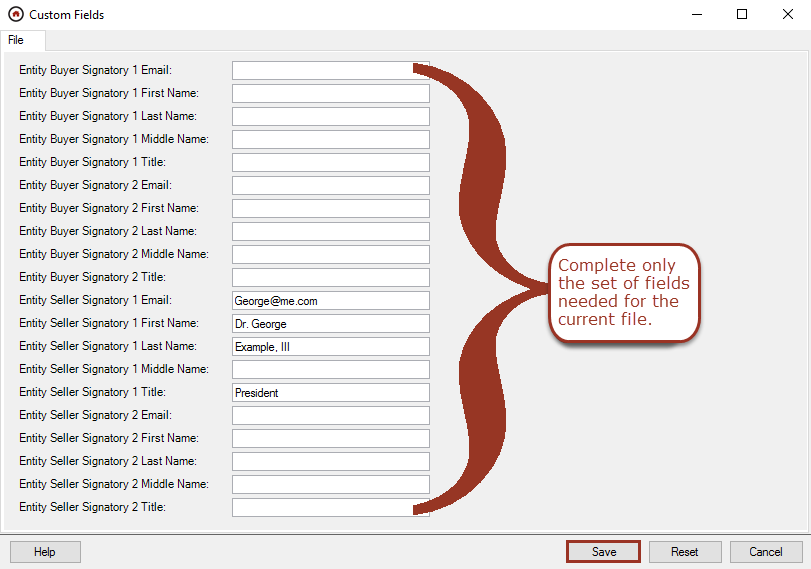 Custom Fields
File
Entity Buyer Signatory 1 Email:
Entity Buyer Signatory 1 First Name:
Entity Buyer Signatory 1 Last Name:
Entity Buyer Signatory 1 Middle Name:
Entity Buyer Signatory 1 Title:
Entity Buyer Signatory 2 Email:
Entity Buyer Signatory 2 First Name:
Entity Buyer Signatory 2 Last Name:
Entity Buyer Signatory 2 Middle Name:
Entity Buyer Signatory 2 Title:
Entity Seller Signatory 1 Email: George@me.com
Entity Seller Signatory 1 First Name: Dr. George
Entity Seller Signatory 1 Last Name: Example, III
Entity Seller Signatory 1 Middle Name:
Entity Seller Signatory 1 Title: President
Entity Seller Signatory 2 Email:
Entity Seller Signatory 2 First Name:
Entity Seller Signatory 2 Last Name:
Entity Seller Signatory 2 Middle Name:
Entity Seller Signatory 2 Title:
Complete only
the set of fields
needed for the
current file.
Help Save Reset Cancel